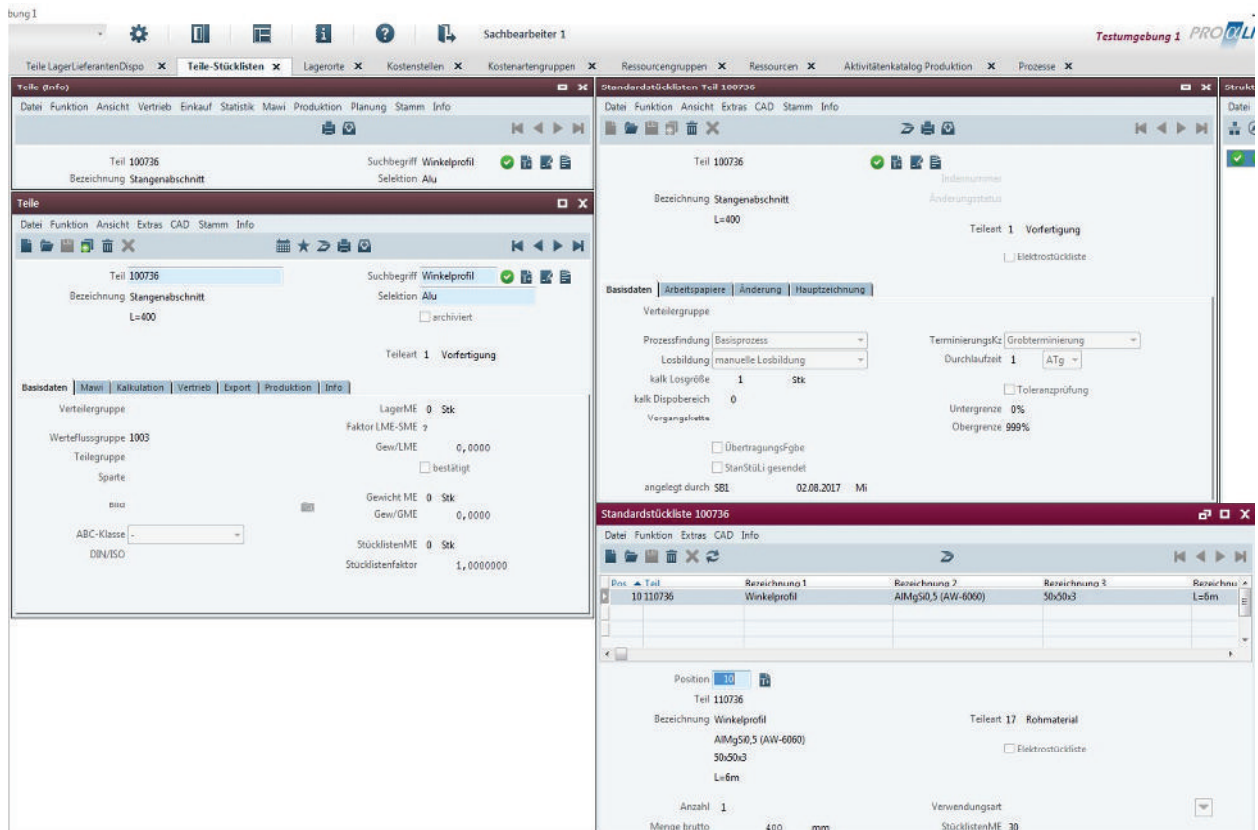 bung1
Sachbearbeiter 1
Testumgebung 1 PROαLI
Teile LagerLieferantenDispo X Teile-Stücklisten X Lagerorte X Kostenstellen X Kostenartengruppen X Ressourcengruppen X Ressourcen X Aktivitätenkatalog Produktion X Prozesse X
Teile (Info)
Datei Funktion Ansicht Vertrieb Einkauf Statistik Mawi Produktion Planung Stamm Info
Teil 100736 Suchbegriff Winkelprofil
Bezeichnung Stangenabschnitt Selektion Alu
Teile
Datei Funktion Ansicht Extras CAD Stamm Info
Teil 100736 Suchbegriff Winkelprofil
Bezeichnung Stangenabschnitt Selektion Alu
L=400 archiviert
Teileart 1 Vorfertigung
Basisdaten Mawi Kalkulation Vertrieb Export Produktion Info
Verteilergruppe LagerME 0 Stk
Faktor LME-SME ?
Werteflussgruppe 1003
Gew/LME 0,0000
Teilegruppe
bestätigt
Sparte
Gewicht ME 0 Stk
Bild
Gew/GME 0,0000
ABC-Klasse -
StücklistenME 0 Stk
DIN/ISO
Stücklistenfaktor 1,0000000
Standardstücklisten Teil 100736
Datei Funktion Ansicht Extras CAD Stamm Info
Teil 100736
Indexnummer
Bezeichnung Stangenabschnitt Änderungsstatus
L=400
Teileart 1 Vorfertigung
Elektrostückliste
Basisdaten Arbeitspapiere Änderung Hauptzeichnung
Verteilergruppe
Prozessfindung Basisprozess TerminierungsKz Grobterminierung
Losbildung manuelle Losbildung Durchlaufzeit 1 ATg
kalk Losgröße 1 Stk
Toleranzprüfung
kalk Dispobereich 0
Untergrenze 0%
Vorgangskette
Obergrenze 999%
ÜbertragungsFgbe
StanStüLi gesendet
angelegt durch SB1 02.08.2017 Mi
Strukt
Datei
Standardstückliste 100736
Datei Funktion Extras CAD Info
Pos. Teil Bezeichnung 1 Bezeichnung 2 Bezeichnung 3 Bezeichnu
10 110736 Winkelprofil AlMgSi0,5 (AW-6060) 50x50x3 L=6m
Position 10
Teil 110736
Bezeichnung Winkelprofil Teileart 17 Rohmaterial
AlMgSi0,5 (AW-6060)
Elektrostückliste
50x50x3
L=6m
Anzahl 1 Verwendungsart
Menge brutto 400 mm StücklistenME 30